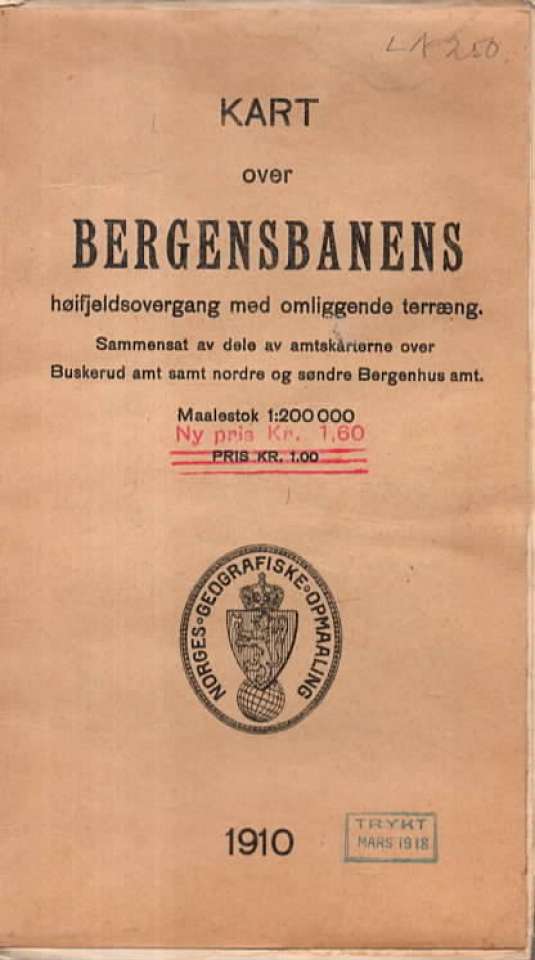 KART
over
BERGENSBANENS
høifjeldsovergang med omliggende terræng.
Sammensat av dele av amtskarterne over
Buskerud amt samt nordre og søndre Bergenhus amt.
Maalestok 1:200 000
Ny pris Kr. 1,60
PRIS KR. 1.00
NORGES GEOGRAFISKE OPMAALING
1910
TRYKT
MARS 1918